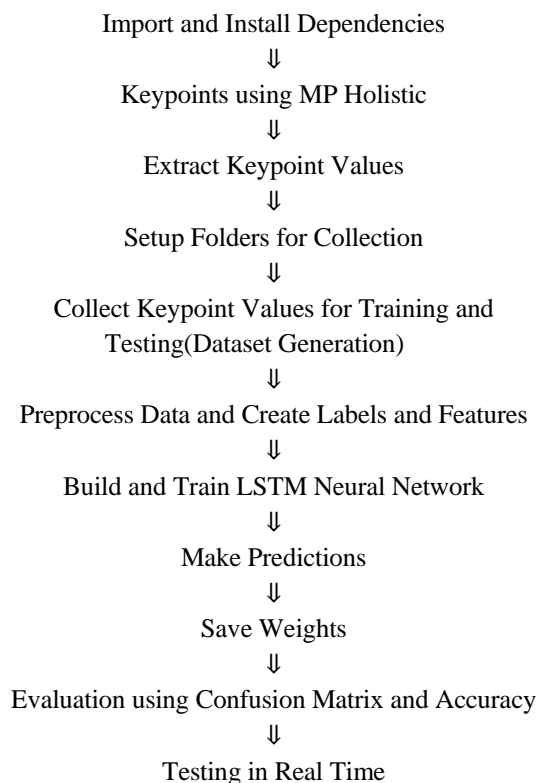 Import and Install Dependencies
⇓
Keypoints using MP Holistic
⇓
Extract Keypoint Values
⇓
Setup Folders for Collection
⇓
Collect Keypoint Values for Training and
Testing(Dataset Generation)
⇓
Preprocess Data and Create Labels and Features
⇓
Build and Train LSTM Neural Network
⇓
Make Predictions
⇓
Save Weights
⇓
Evaluation using Confusion Matrix and Accuracy
⇓
Testing in Real Time